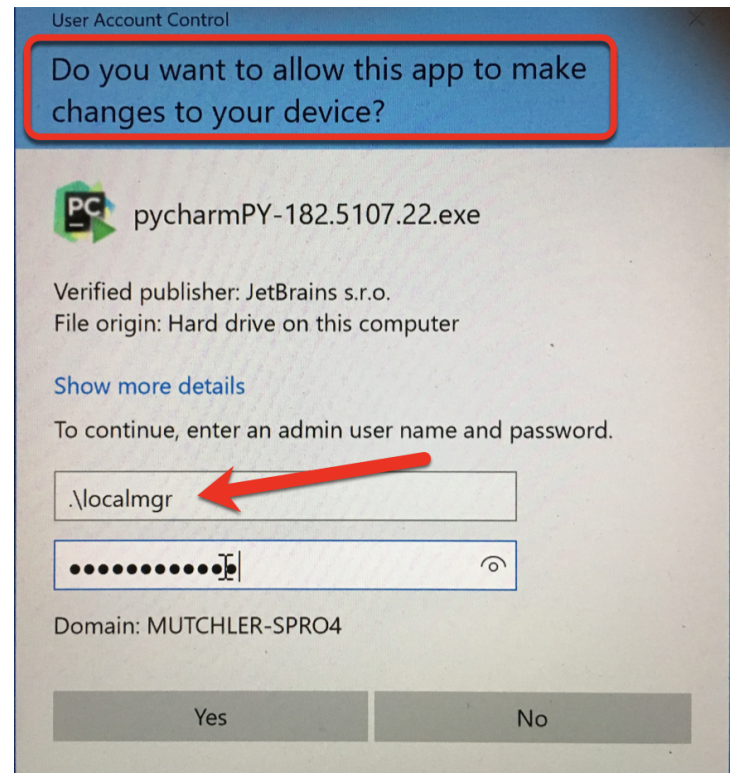 User Account Control
Do you want to allow this app to make
changes to your device?
PC
pycharmPY-182.5107.22.exe
Verified publisher: JetBrains s.r.o.
File origin: Hard drive on this computer
Show more details
To continue, enter an admin user name and password.
.\localmgr
●●●●●●●●●●●●
Domain: MUTCHLER-SPRO4
Yes
No